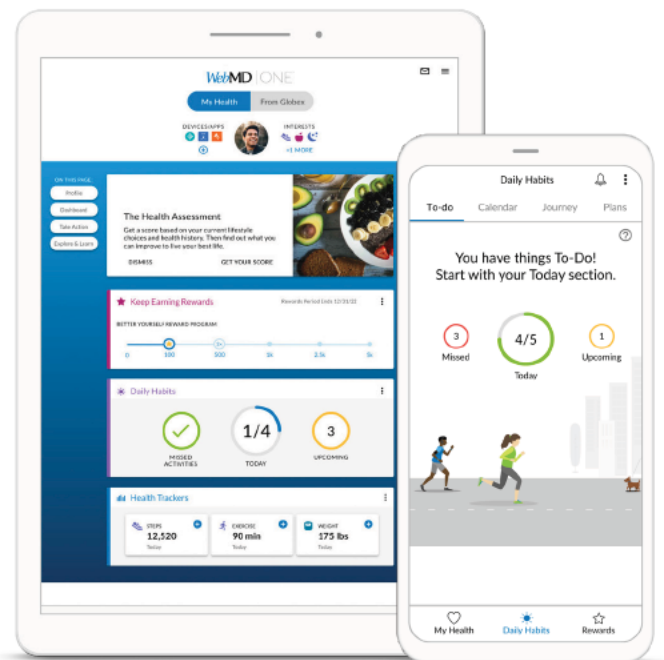 WebMD ONE
My Health
From Globex
DEVICES/APPS
INTERESTS
+1 MORE
ON THIS PAGE:
Profile
Dashboard
Take Action
Explore & Learn
The Health Assessment
Get a score based on your current lifestyle
choices and health history. Then find out what you
can improve to live your best life.
DISMISS
GET YOUR SCORE
Keep Earning Rewards
Rewards Period Ends 12/31/22
BETTER YOURSELF REWARD PROGRAM
0
100
500
1k
2.5k
5k
Daily Habits
MISSED
ACTIVITIES
1/4
TODAY
3
UPCOMING
Health Trackers
STEPS
12,520
Today
EXERCISE
90 min
Today
WEIGHT
175 lbs
Today
Daily Habits
To-do
Calendar
Journey
Plans
You have things To-Do!
Start with your Today section.
3
Missed
4/5
Today
1
Upcoming
My Health
Daily Habits
Rewards